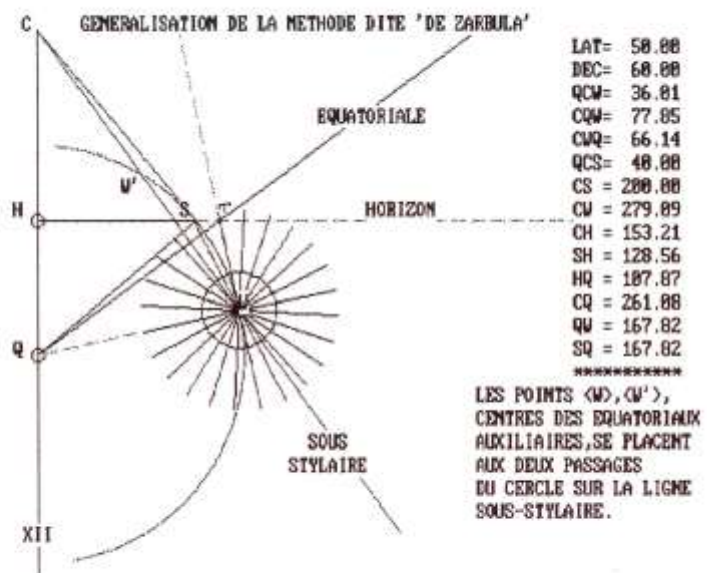 C
GENERALISATION DE LA METHODE DITE 'DE ZARBULA'
LAT= 50.00
DEC= 60.00
QCW= 36.01
CQW= 77.85
CWQ= 66.14
QCS= 40.00
CS = 200.00
CW = 279.09
CH = 153.21
SH = 128.56
HQ = 107.87
CQ = 261.08
QW = 167.82
SQ = 167.82
***********
EQUATORIALE
W'
H
S
T
HORIZON
Q
LES POINTS <W>,<W'>,
CENTRES DES EQUATORIAUX
AUXILIAIRES,SE PLACENT
AUX DEUX PASSAGES
DU CERCLE SUR LA LIGNE
SOUS-STYLAIRE.
SOUS
STYLAIRE
XII